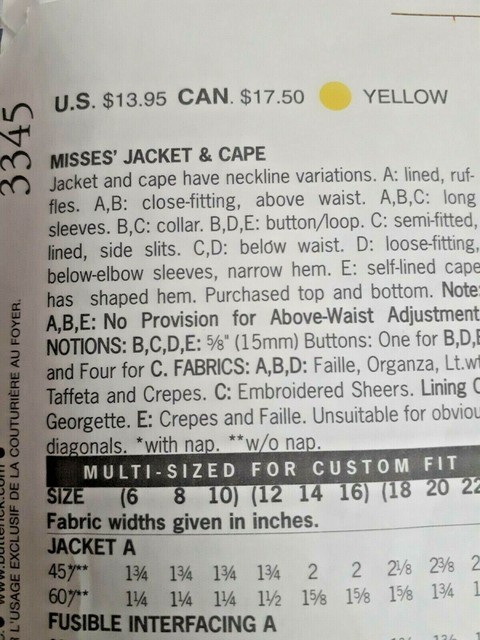 3345
U.S. $13.95 CAN. $17.50 YELLOW
MISSES' JACKET & CAPE
Jacket and cape have neckline variations. A: lined, ruf-
fles. A,B: close-fitting, above waist. A,B,C: long
sleeves. B,C: collar. B,D,E: button/loop. C: semi-fitted,
lined, side slits. C,D: below waist. D: loose-fitting,
below-elbow sleeves, narrow hem. E: self-lined cape
has shaped hem. Purchased top and bottom. Note:
A,B,E: No Provision for Above-Waist Adjustment
NOTIONS: B,C,D,E: ⅝" (15mm) Buttons: One for B,D,E
and Four for C. FABRICS: A,B,D: Faille, Organza, Lt.wt
Taffeta and Crepes. C: Embroidered Sheers. Lining C
Georgette. E: Crepes and Faille. Unsuitable for obviou
diagonals. *with nap. **w/o nap.
MULTI-SIZED FOR CUSTOM FIT
SIZE (6 8 10) (12 14 16) (18 20 22
Fabric widths given in inches.
JACKET A
45*/** 1¾ 1¾ 1¾ 1¾ 2 2 2⅛ 2⅜ 2
60*/** 1¼ 1¼ 1¼ 1½ 1⅝ 1⅝ 1⅝ 1¾ 1
FUSIBLE INTERFACING A
L'USAGE EXCLUSIF DE LA COUTURIÈRE AU FOYER.
www.butterick.com